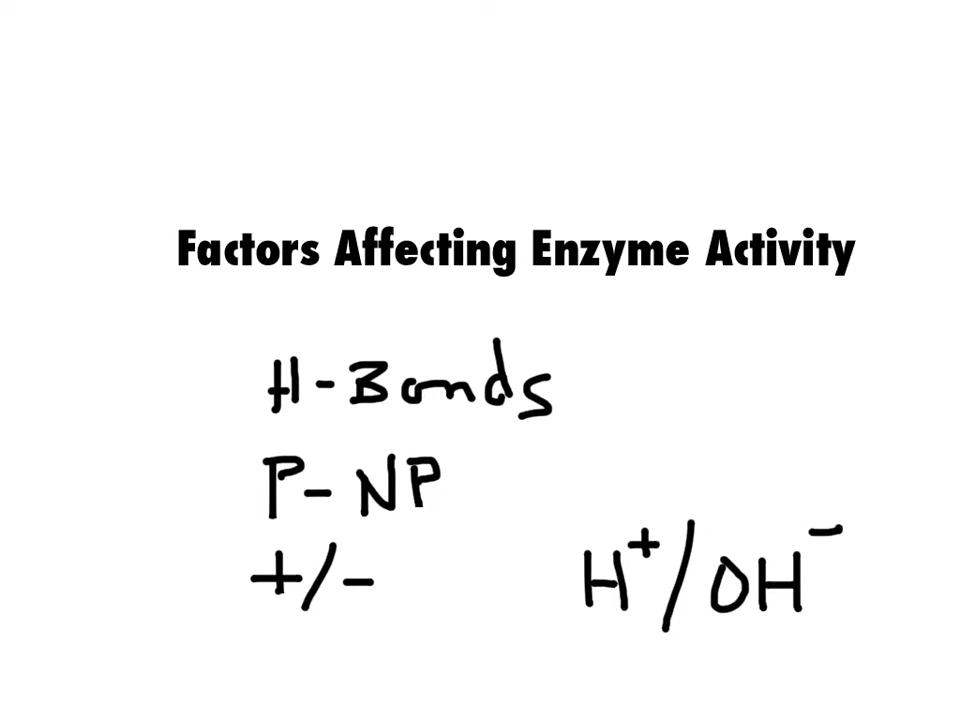 Factors Affecting Enzyme Activity
H-Bonds
P-NP
+/- H⁺/OH⁻